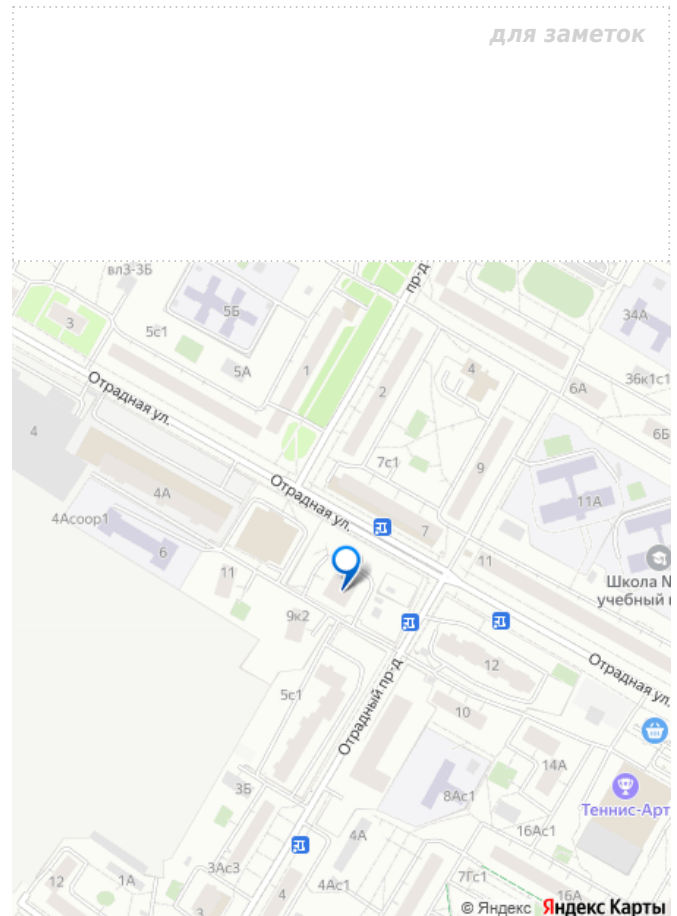 для заметок
вл3-3Б
пр-д
5Б
3
5с1
34А
5А
1
4
Отрадная ул.
2
6А
36к1с1
4
6Б
7с1
9
4А
11А
Отрадная ул.
4Асоор1
7
6
11
11
Школа N
учебный
9к2
12
Отрадная ул.
5с1
Отрадный пр-д
10
14А
3Б
8Ас1
Теннис-Арт
4А
16Ас1
3Ас3
7Гс1
12
1А
4
4Ас1
16А
3
© Яндекс Яндекс Карты